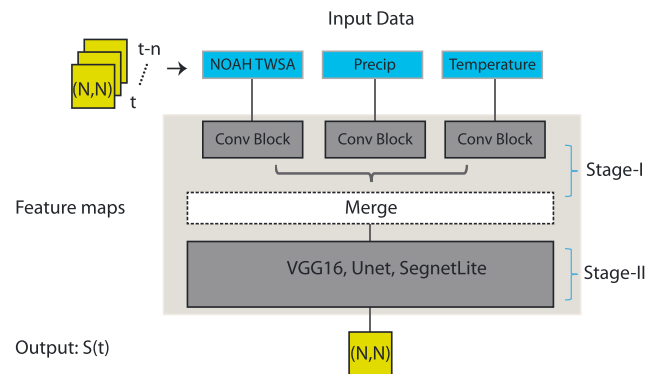 Input Data
t-n
(N,N)
t
NOAH TWSA
Precip
Temperature
Conv Block
Conv Block
Conv Block
Stage-I
Feature maps
Merge
VGG16, Unet, SegnetLite
Stage-II
Output: S(t)
(N,N)